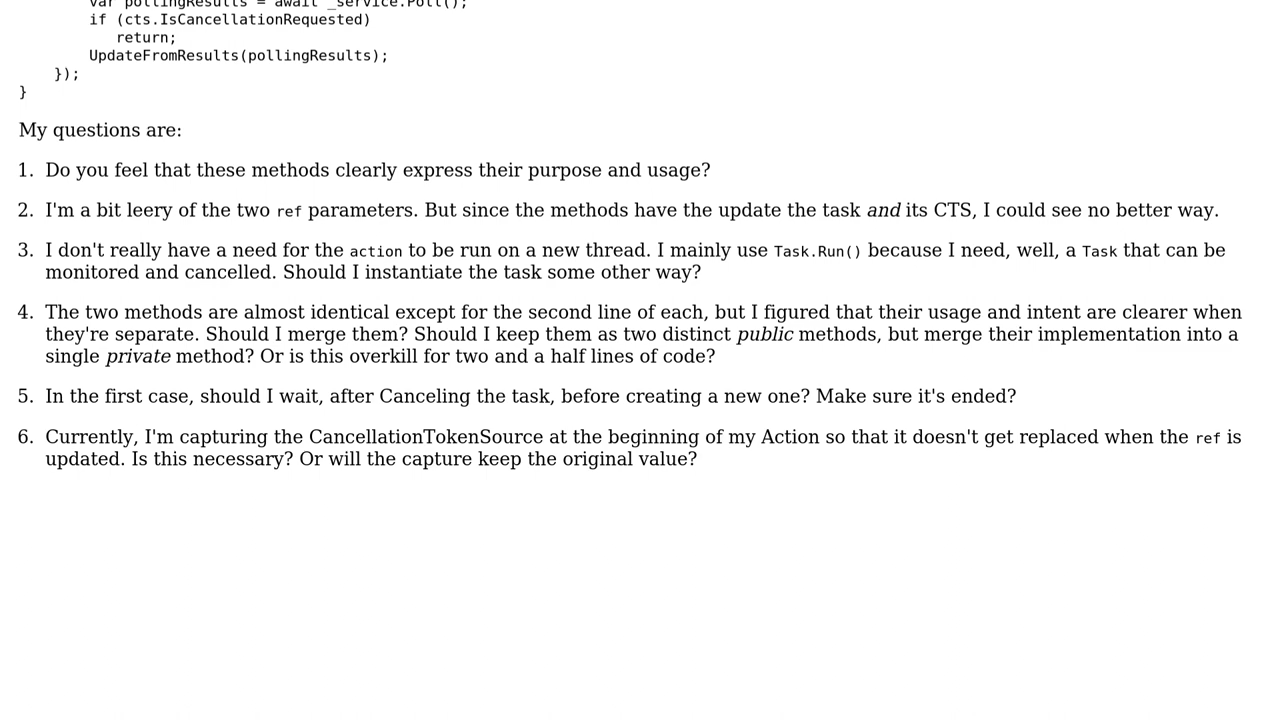 var pollingResults = await _service.Poll();
if (cts.IsCancellationRequested)
return;
UpdateFromResults(pollingResults);
});
}
My questions are:
1. Do you feel that these methods clearly express their purpose and usage?
2. I'm a bit leery of the two ref parameters. But since the methods have the update the task and its CTS, I could see no better way.
3. I don't really have a need for the action to be run on a new thread. I mainly use Task.Run() because I need, well, a Task that can be
monitored and cancelled. Should I instantiate the task some other way?
4. The two methods are almost identical except for the second line of each, but I figured that their usage and intent are clearer when
they're separate. Should I merge them? Should I keep them as two distinct public methods, but merge their implementation into a
single private method? Or is this overkill for two and a half lines of code?
5. In the first case, should I wait, after Canceling the task, before creating a new one? Make sure it's ended?
6. Currently, I'm capturing the CancellationTokenSource at the beginning of my Action so that it doesn't get replaced when the ref is
updated. Is this necessary? Or will the capture keep the original value?